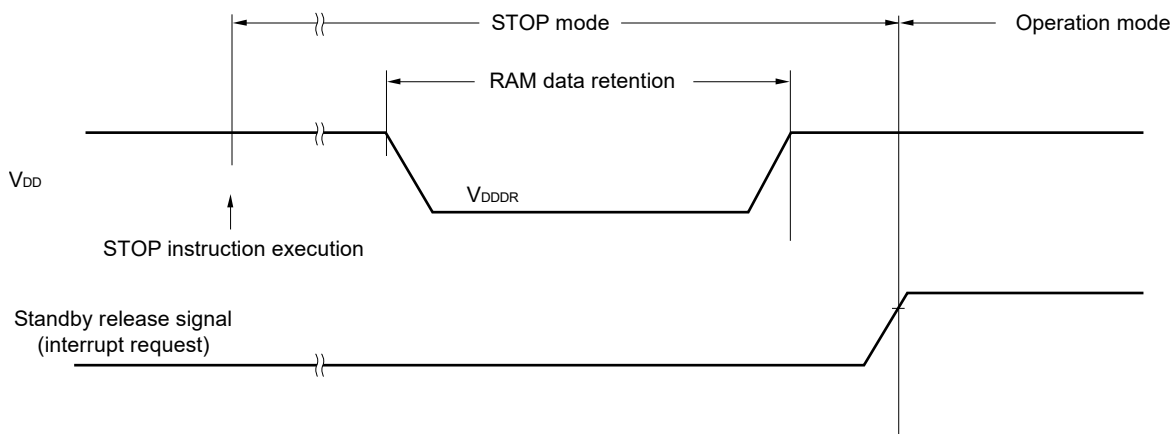 STOP mode
Operation mode
RAM data retention
VDD
VDDDR
STOP instruction execution
Standby release signal
(interrupt request)